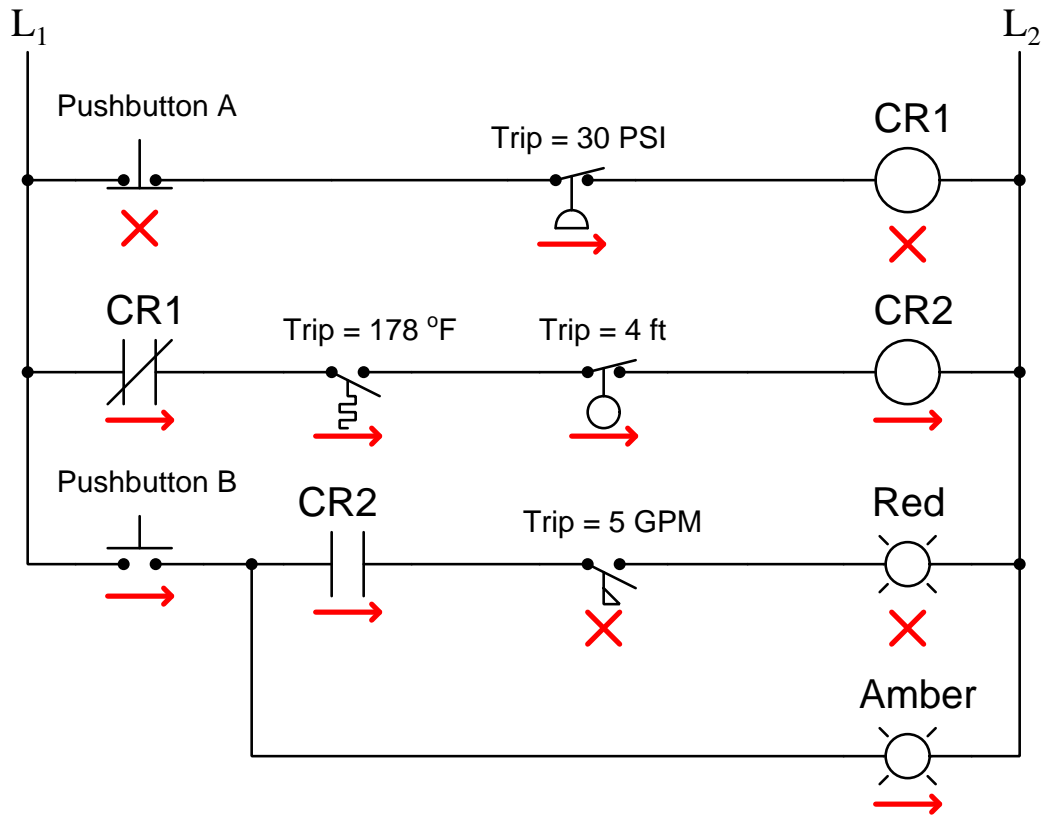 L1 L2
Pushbutton A
Trip = 30 PSI
CR1
CR1
Trip = 178 °F
Trip = 4 ft
CR2
Pushbutton B
CR2
Trip = 5 GPM
Red
Amber